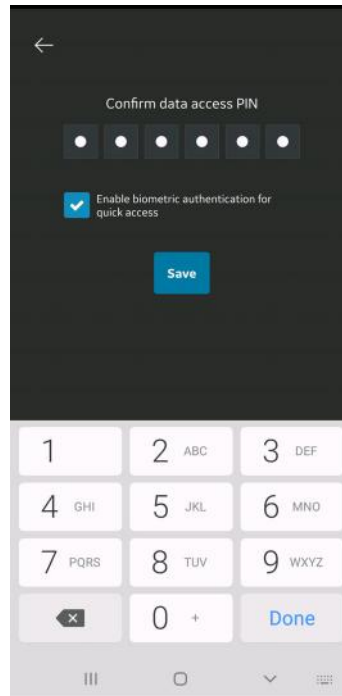 Confirm data access PIN
Enable biometric authentication for
quick access
Save
1
2 ABC
3 DEF
4 GHI
5 JKL
6 MNO
7 PQRS
8 TUV
9 WXYZ
0 +
Done